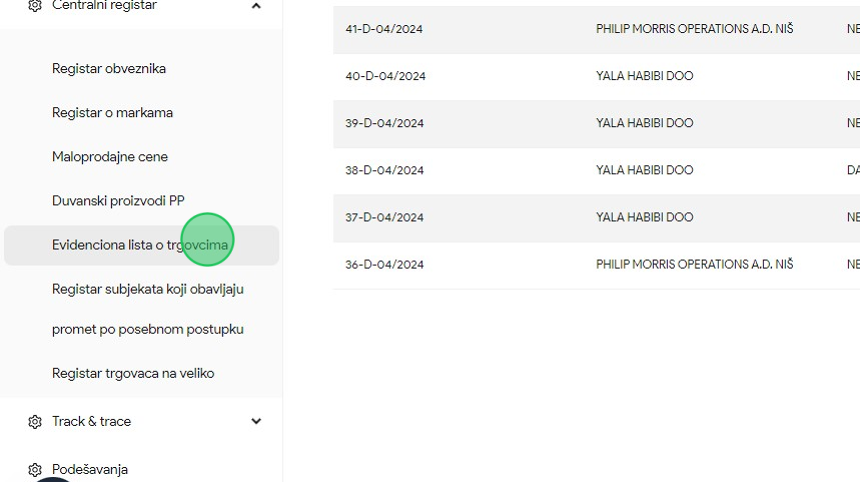 Centralni registar
Registar obveznika
Registar o markama
Maloprodajne cene
Duvanski proizvodi PP
Evidenciona lista o trgovcima
Registar subjekata koji obavljaju
promet po posebnom postupku
Registar trgovaca na veliko
Track & trace
Podešavanja
41-D-04/2024 PHILIP MORRIS OPERATIONS A.D. NIŠ NE
40-D-04/2024 YALA HABIBI DOO NE
39-D-04/2024 YALA HABIBI DOO NE
38-D-04/2024 YALA HABIBI DOO DA
37-D-04/2024 YALA HABIBI DOO NE
36-D-04/2024 PHILIP MORRIS OPERATIONS A.D. NIŠ NE